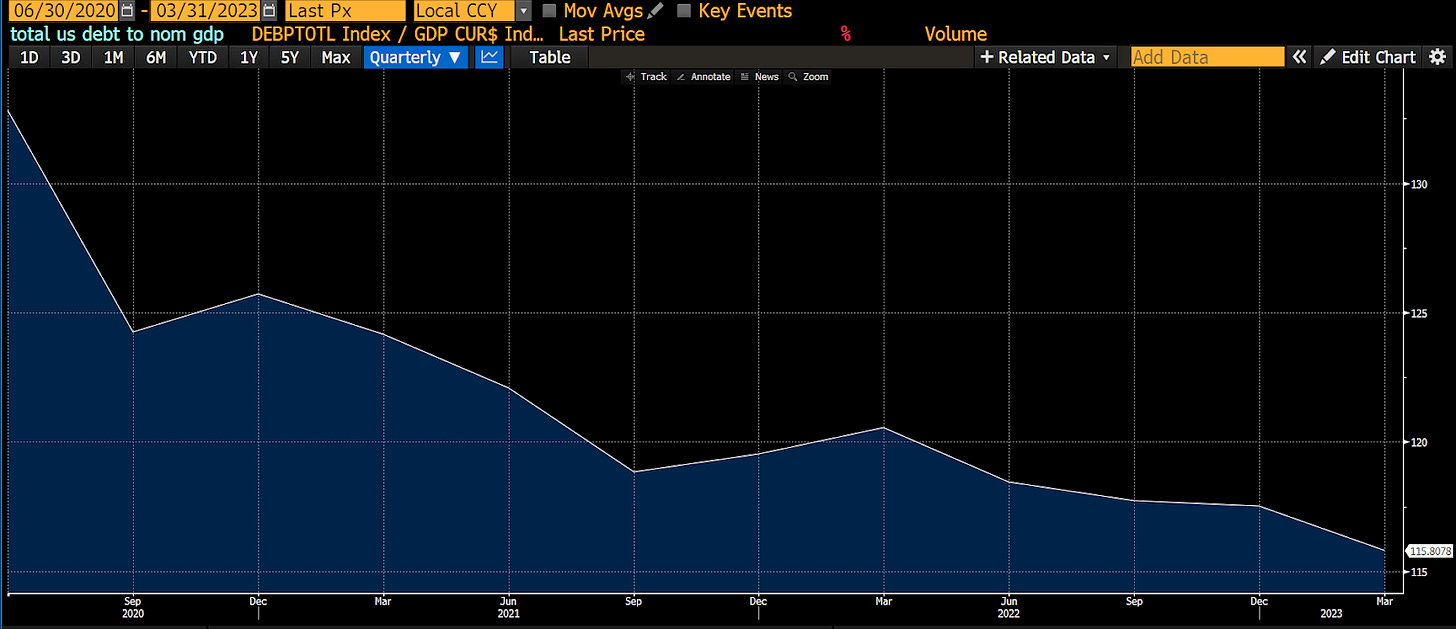 06/30/2020 - 03/31/2023 Last Px Local CCY Mov Avgs Key Events
total us debt to nom gdp DEBPTOTL Index / GDP CUR$ Ind... Last Price % Volume
1D 3D 1M 6M YTD 1Y 5Y Max Quarterly ▼ Table + Related Data ▾ Add Data « Edit Chart
Track Annotate News Zoom
130
125
120
115.8078
115
Sep Dec Mar Jun Sep Dec Mar Jun Sep Dec Mar
2020 2021 2022 2023